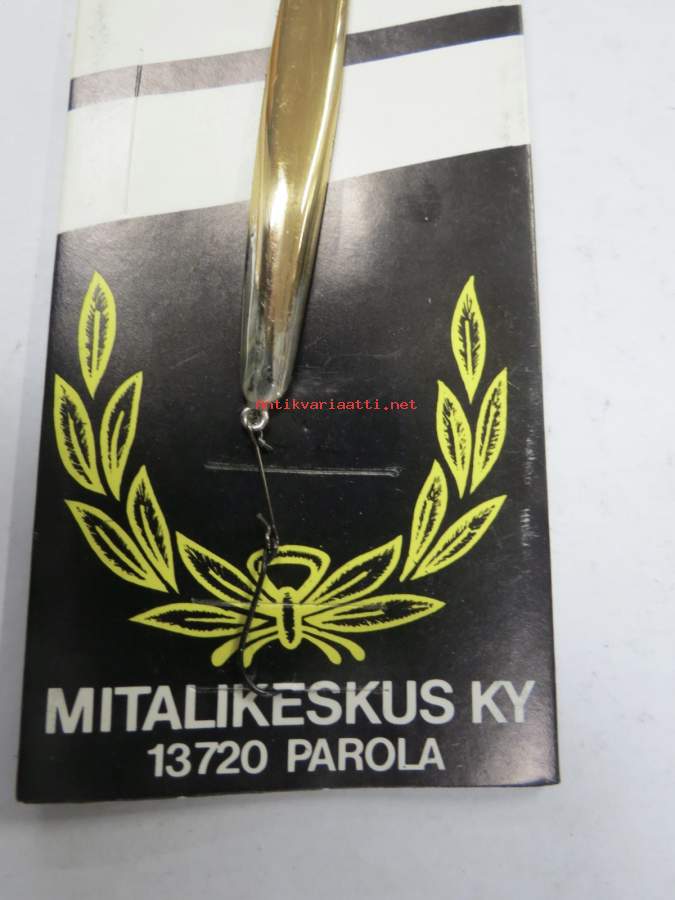 antikvariaatti.net
MITALIKESKUS KY
13720 PAROLA